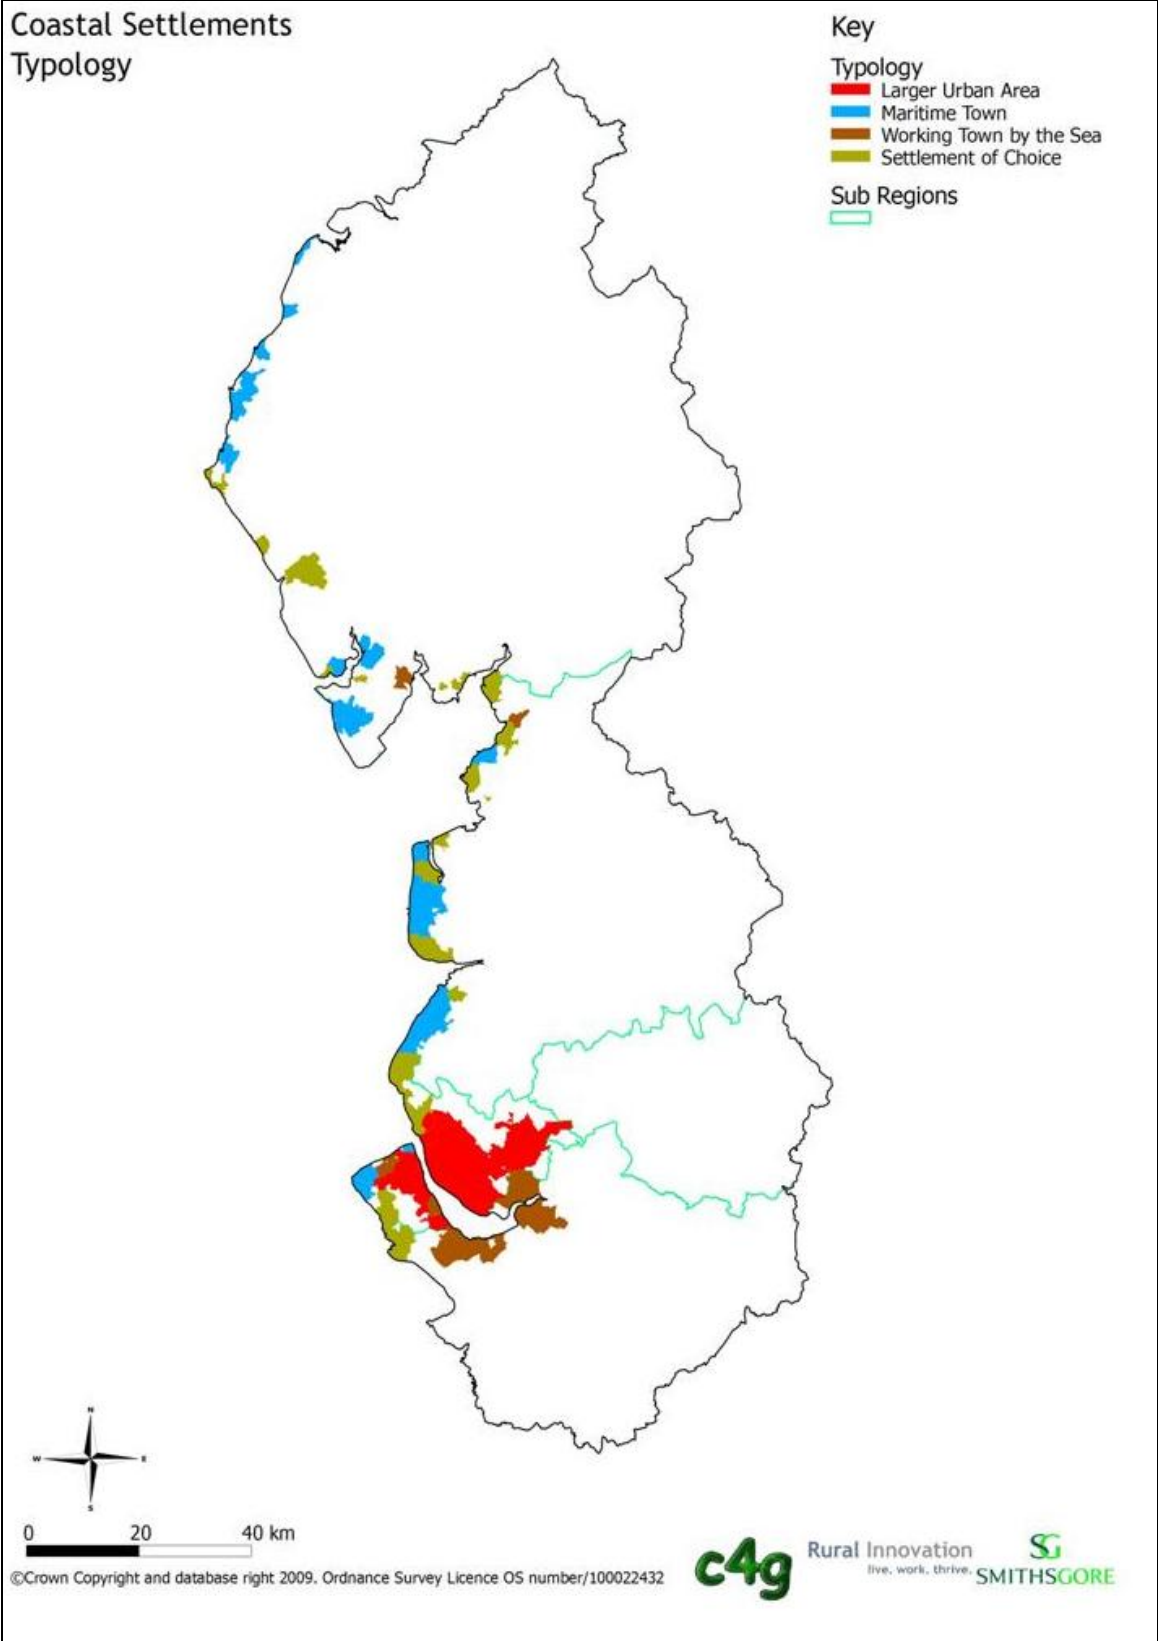 Coastal Settlements
Typology
Key
Typology
Larger Urban Area
Maritime Town
Working Town by the Sea
Settlement of Choice
Sub Regions
N
W E
S
0 20 40 km
©Crown Copyright and database right 2009. Ordnance Survey Licence OS number/100022432
c4g
Rural Innovation
live. work. thrive.
SG
SMITHSGORE